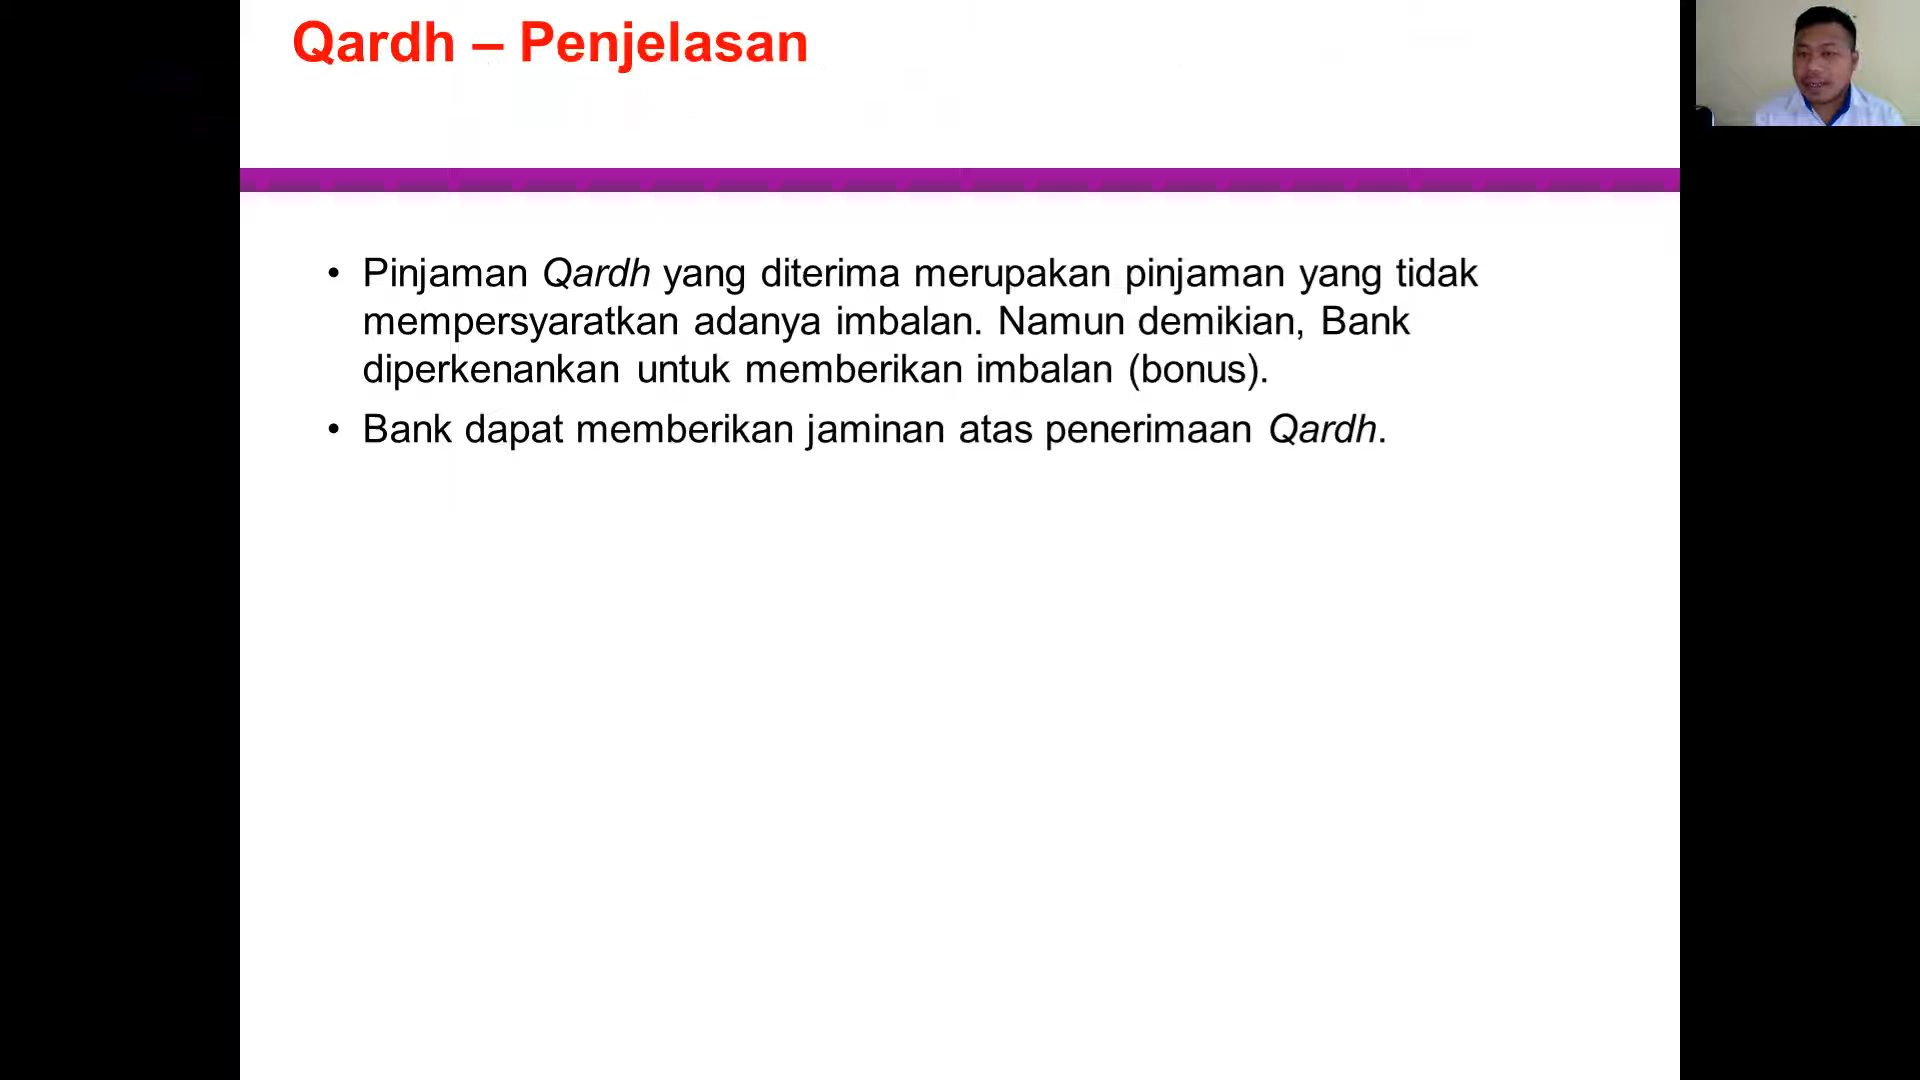 Qardh – Penjelasan
• Pinjaman Qardh yang diterima merupakan pinjaman yang tidak
mempersyaratkan adanya imbalan. Namun demikian, Bank
diperkenankan untuk memberikan imbalan (bonus).
• Bank dapat memberikan jaminan atas penerimaan Qardh.